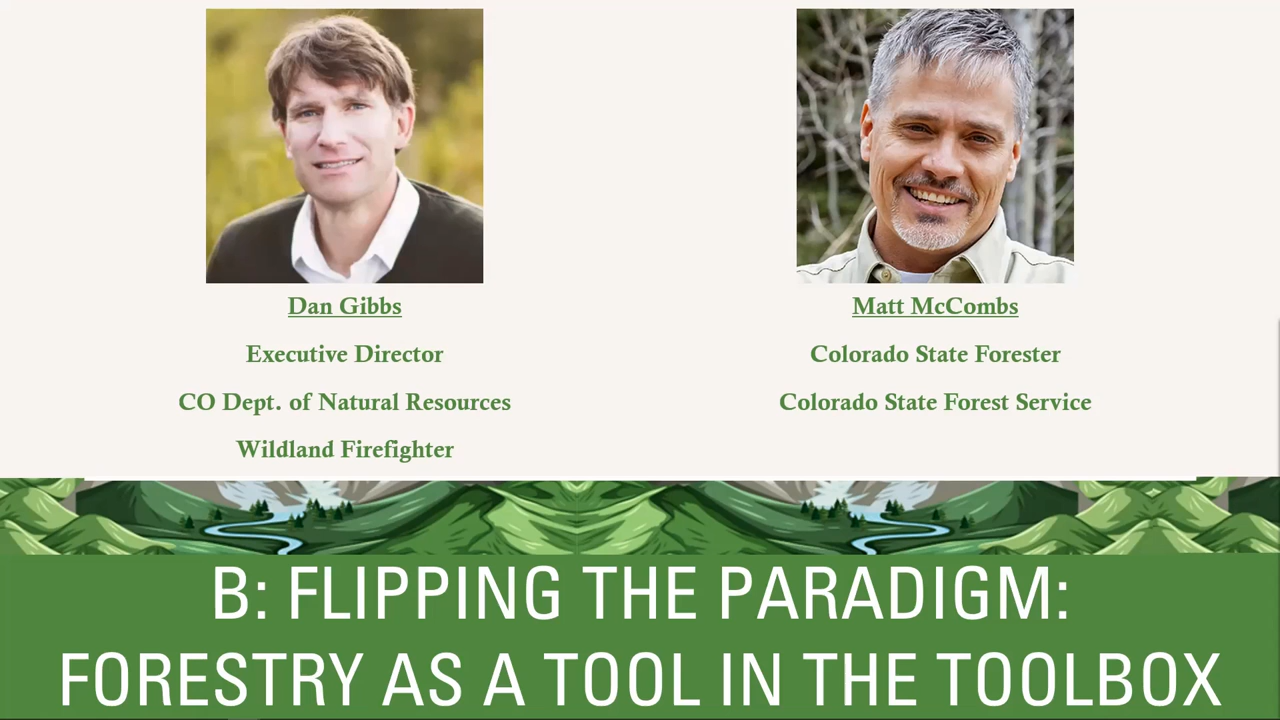 Dan Gibbs
Executive Director
CO Dept. of Natural Resources
Wildland Firefighter
Matt McCombs
Colorado State Forester
Colorado State Forest Service
B: FLIPPING THE PARADIGM:
FORESTRY AS A TOOL IN THE TOOLBOX